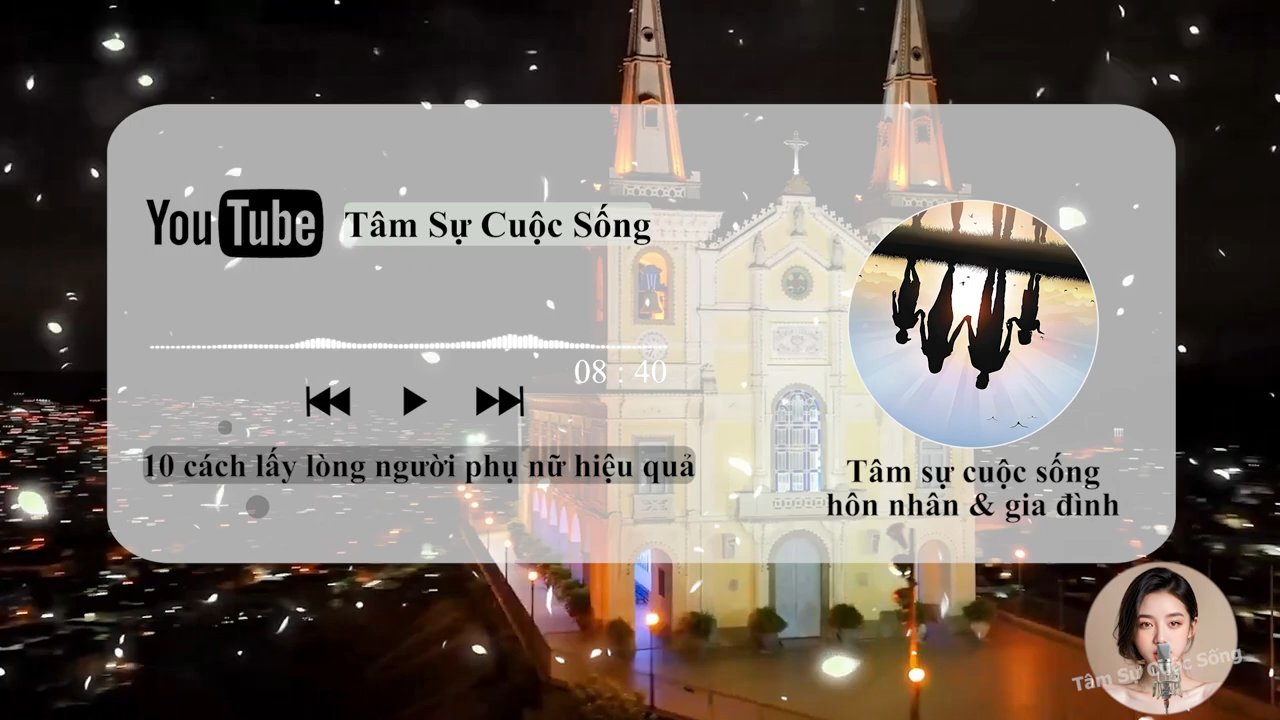 YouTube Tâm Sự Cuộc Sống
08 : 40
10 cách lấy lòng người phụ nữ hiệu quả
Tâm sự cuộc sống
hôn nhân & gia đình
Tâm Sự Cuộc Sống